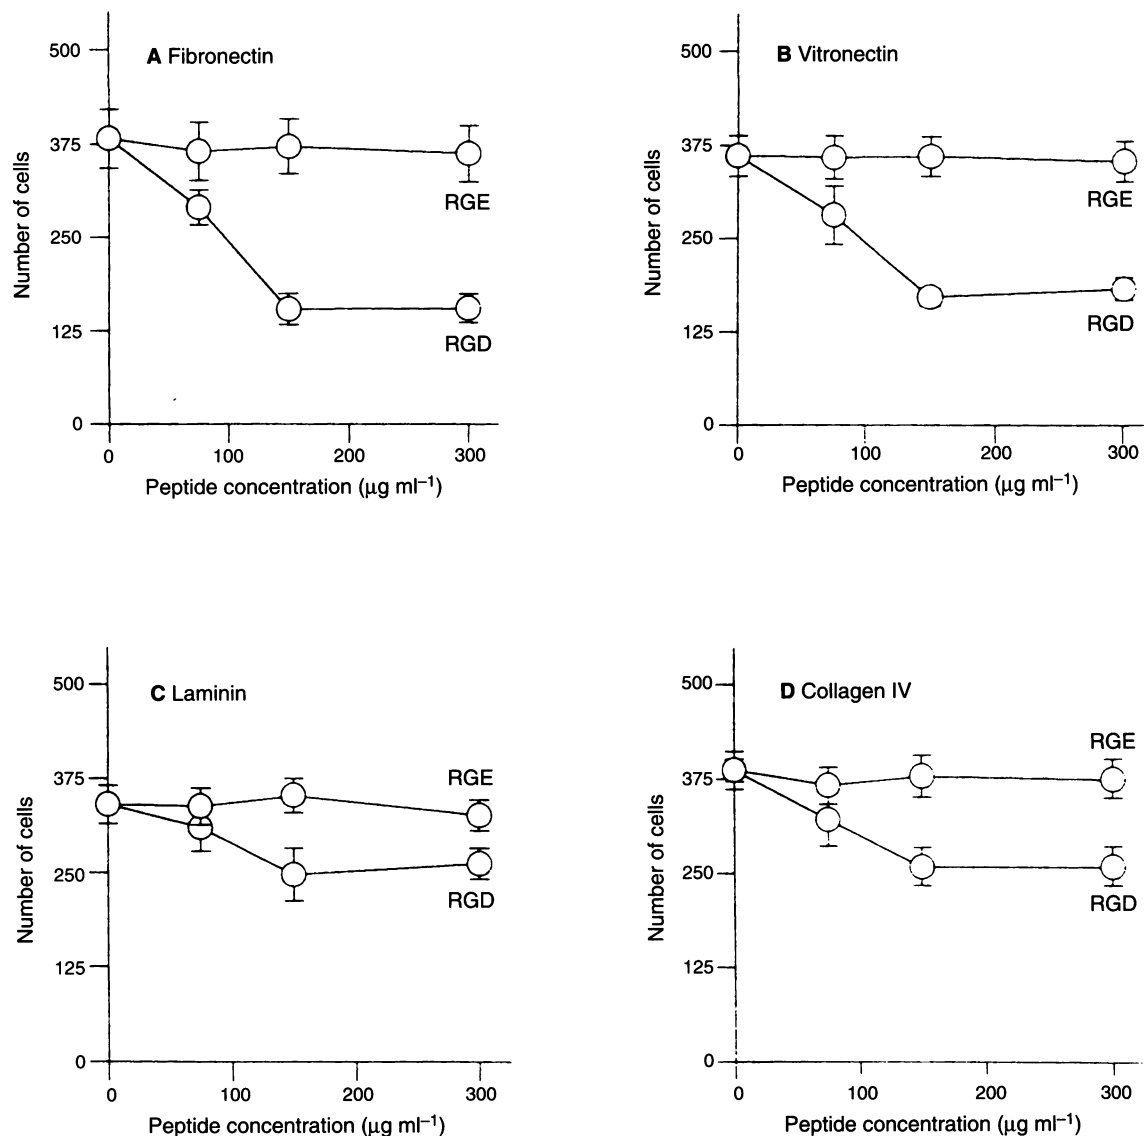 A Fibronectin
500
375
250
125
0
Number of cells
RGE
RGD
0 100 200 300
Peptide concentration (μg ml⁻¹)
B Vitronectin
500
375
250
125
0
Number of cells
RGE
RGD
0 100 200 300
Peptide concentration (μg ml⁻¹)
C Laminin
500
375
250
125
0
Number of cells
RGE
RGD
0 100 200 300
Peptide concentration (μg ml⁻¹)
D Collagen IV
500
375
250
125
0
Number of cells
RGE
RGD
0 100 200 300
Peptide concentration (μg ml⁻¹)